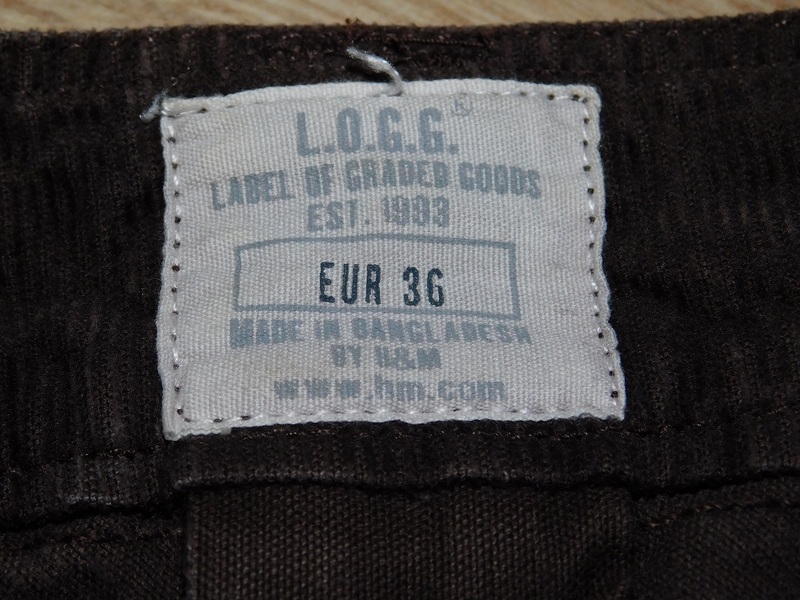 L.O.G.G.®
LABEL OF GRADED GOODS
EST. 1993
EUR 36
MADE IN BANGLADESH
BY H&M
www.hm.com